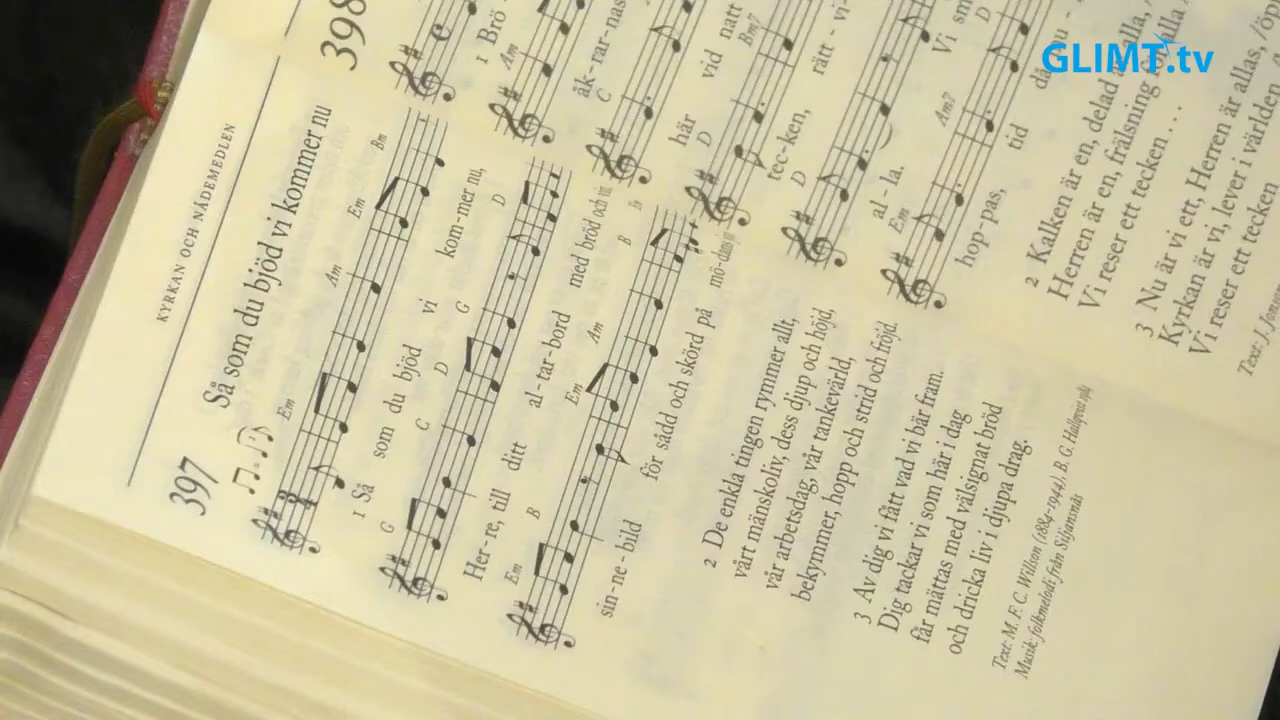 GLIMT.tv
KYRKAN OCH NÅDEMEDLEN
397 Så som du bjöd vi kommer nu
Em Am Em Bm
1 Så som du bjöd vi kom-mer nu,
G C D G D
Her-re, till ditt al-tar-bord med bröd och
Em B Em Am B
sin-ne-bild för sådd och skörd på mö-dans
2 De enkla tingen rymmer allt,
vårt mänskoliv, dess djup och höjd,
vår arbetsdag, vår tankevärld,
bekymmer, hopp och strid och fröjd.
3 Av dig vi fått vad vi bär fram.
Dig tackar vi som här i dag
får mättas med välsignat bröd
och dricka liv i djupa drag.
Text: M. F. C. Willson (1884-1944), B. G. Hallqvist
Musik: folkmelodi från Siljansnäs
398
Am
1 Brö
C
åk-rar-nas
D Bm7
här vid natt
D
tec-ken, rätt-vi-
Em Am7 D
al-la. Vi
hop-pas, tid då
2 Kalken är en, delad
Herren är en, frälsning
Vi reser ett tecken ...
3 Nu är vi ett, Herren är allas,
Kyrkan är vi, lever i världen
Vi reser ett tecken
Text: J.